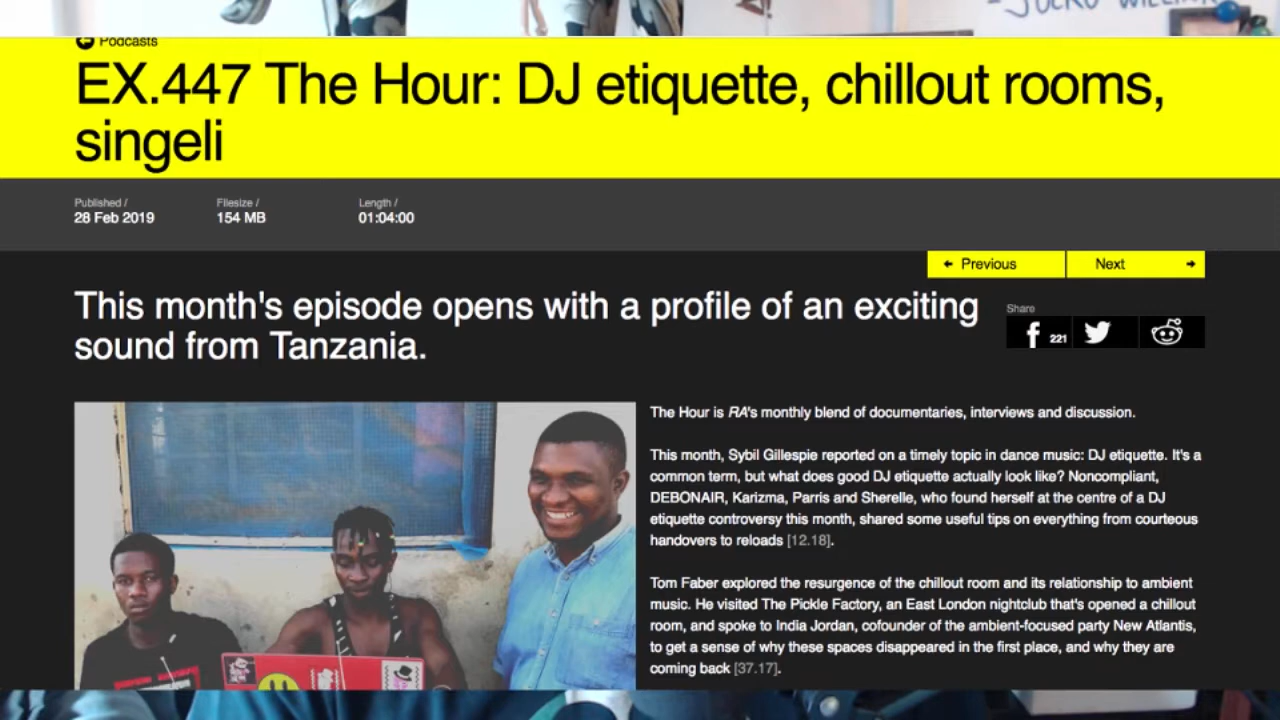 - JOCKO WILLINK
Podcasts
EX.447 The Hour: DJ etiquette, chillout rooms,
singeli
Published / Filesize / Length /
28 Feb 2019 154 MB 01:04:00
Previous Next
This month's episode opens with a profile of an exciting
sound from Tanzania.
Share
221
The Hour is RA's monthly blend of documentaries, interviews and discussion.
This month, Sybil Gillespie reported on a timely topic in dance music: DJ etiquette. It's a
common term, but what does good DJ etiquette actually look like? Noncompliant,
DEBONAIR, Karizma, Parris and Sherelle, who found herself at the centre of a DJ
etiquette controversy this month, shared some useful tips on everything from courteous
handovers to reloads [12.18].
Tom Faber explored the resurgence of the chillout room and its relationship to ambient
music. He visited The Pickle Factory, an East London nightclub that's opened a chillout
room, and spoke to India Jordan, cofounder of the ambient-focused party New Atlantis,
to get a sense of why these spaces disappeared in the first place, and why they are
coming back [37.17].